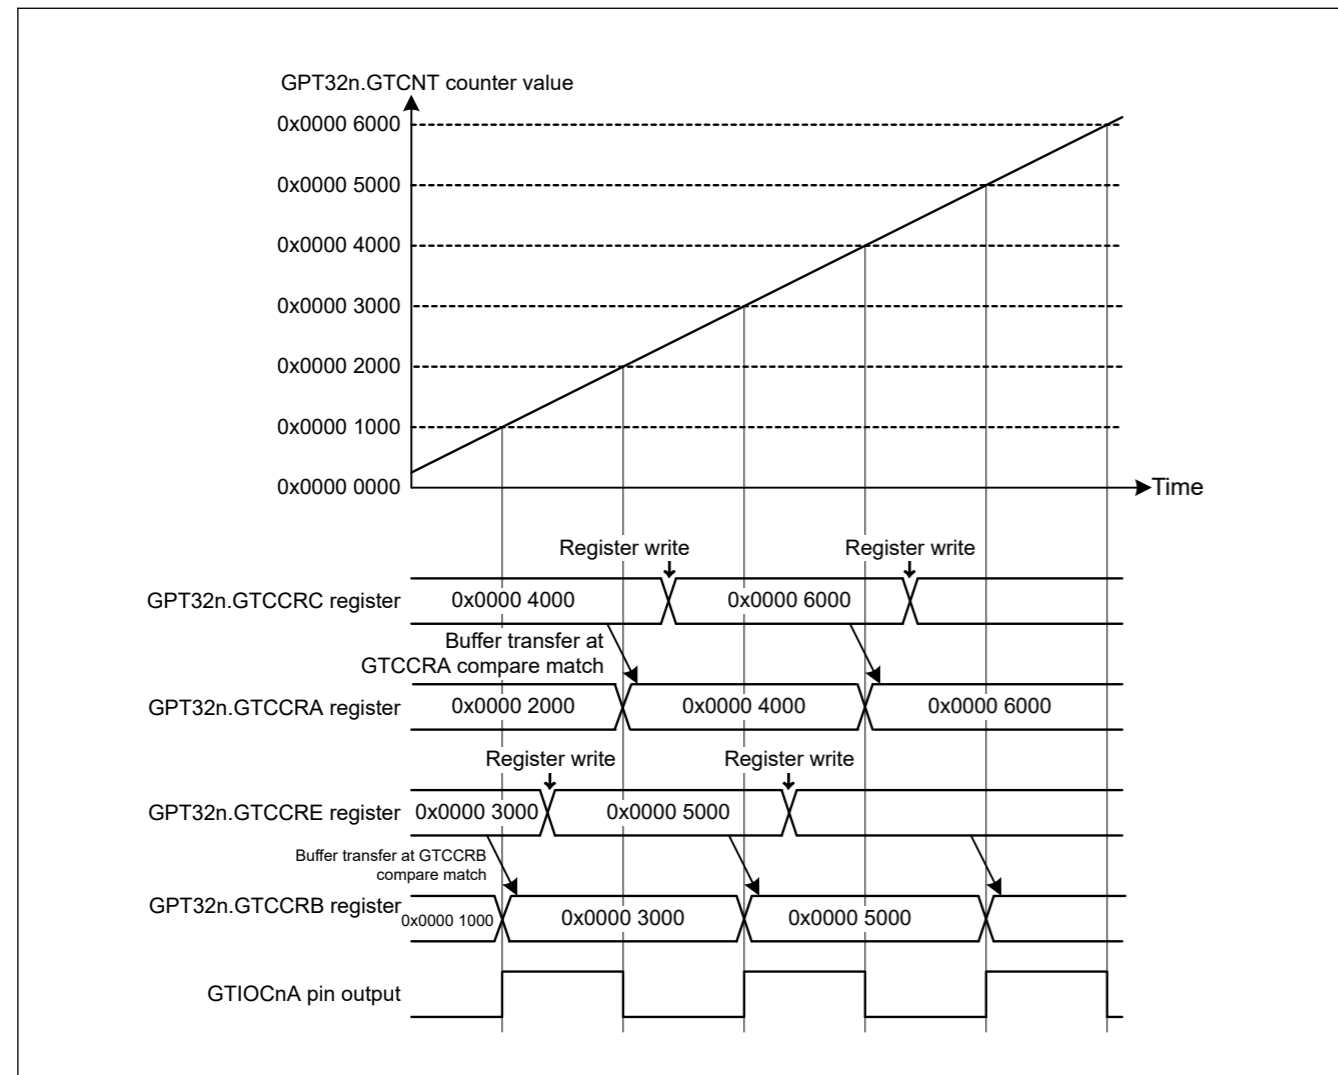 GPT32n.GTCNT counter value
0x0000 6000
0x0000 5000
0x0000 4000
0x0000 3000
0x0000 2000
0x0000 1000
0x0000 0000
Time
Register write
Register write
GPT32n.GTCCRC register
0x0000 4000
0x0000 6000
Buffer transfer at
GTCCRA compare match
GPT32n.GTCCRA register
0x0000 2000
0x0000 4000
0x0000 6000
Register write
Register write
GPT32n.GTCCRE register
0x0000 3000
0x0000 5000
Buffer transfer at GTCCRB
compare match
GPT32n.GTCCRB register
0x0000 1000
0x0000 3000
0x0000 5000
GTIOCnA pin output